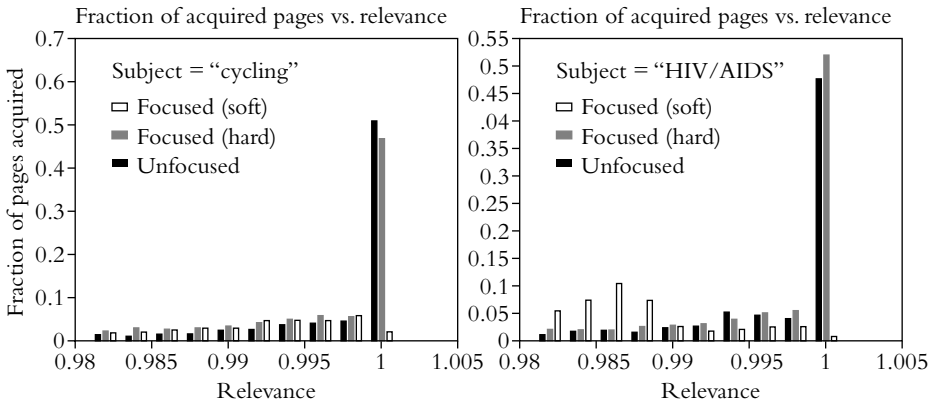 Fraction of acquired pages vs. relevance
0.7
0.6
0.5
0.4
0.3
0.2
0.1
0
Fraction of pages acquired
Subject = “cycling”
Focused (soft)
Focused (hard)
Unfocused
0.98 0.985 0.99 0.995 1 1.005
Relevance
Fraction of acquired pages vs. relevance
0.55
0.5
0.45
.04
0.35
0.3
0.25
0.2
0.15
0.1
0.05
0
Subject = “HIV/AIDS”
Focused (soft)
Focused (hard)
Unfocused
0.98 0.985 0.99 0.995 1 1.005
Relevance